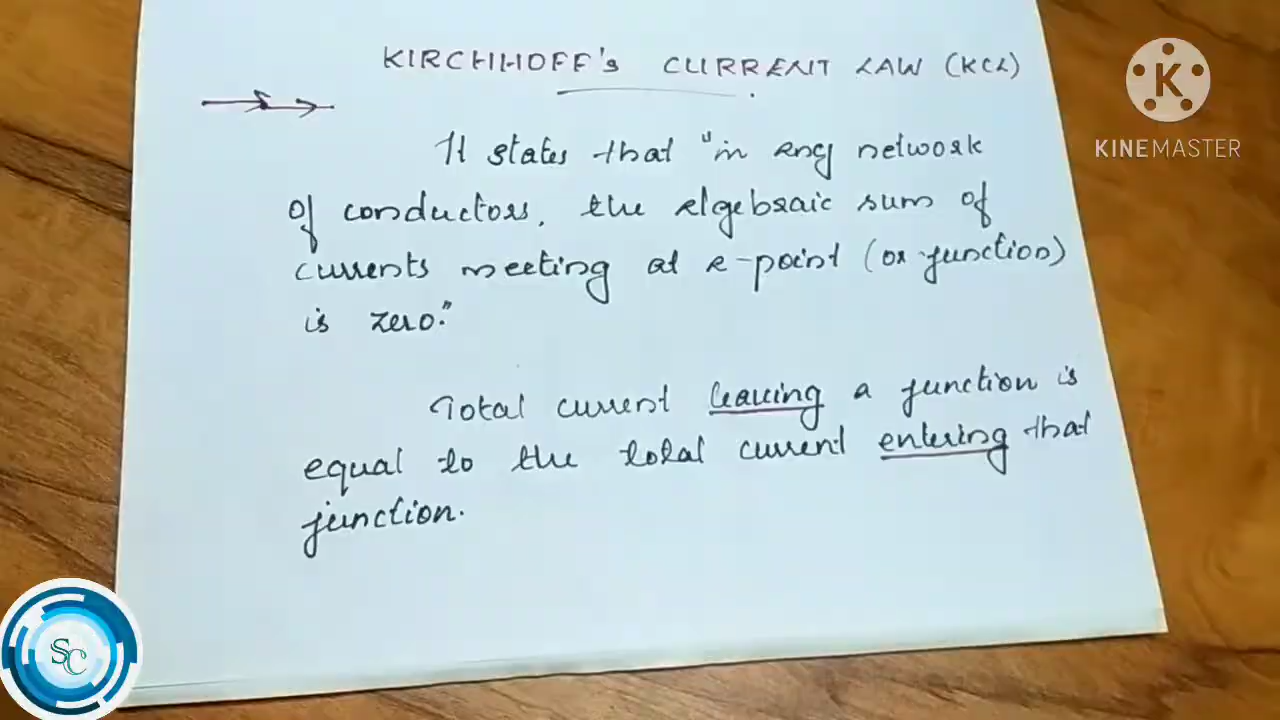 KIRCHHOFF's CURRENT LAW (KCL)
It states that "in any network
of conductors, the algebraic sum of
currents meeting at a point (or junction)
is zero."
Total current leaving a junction is
equal to the total current entering that
junction.
K
KINEMASTER
SC